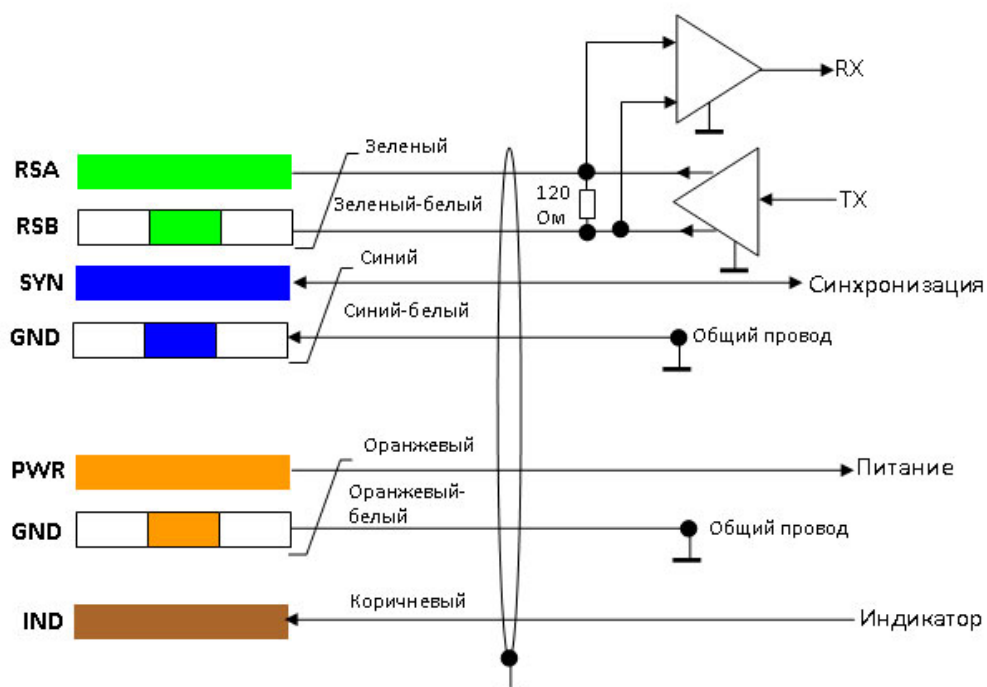 RX
Зеленый
RSA
120
Ом
TX
Зеленый-белый
RSB
Синий
SYN
Синхронизация
Синий-белый
GND
Общий провод
Оранжевый
PWR
Питание
Оранжевый-
белый
GND
Общий провод
Коричневый
IND
Индикатор